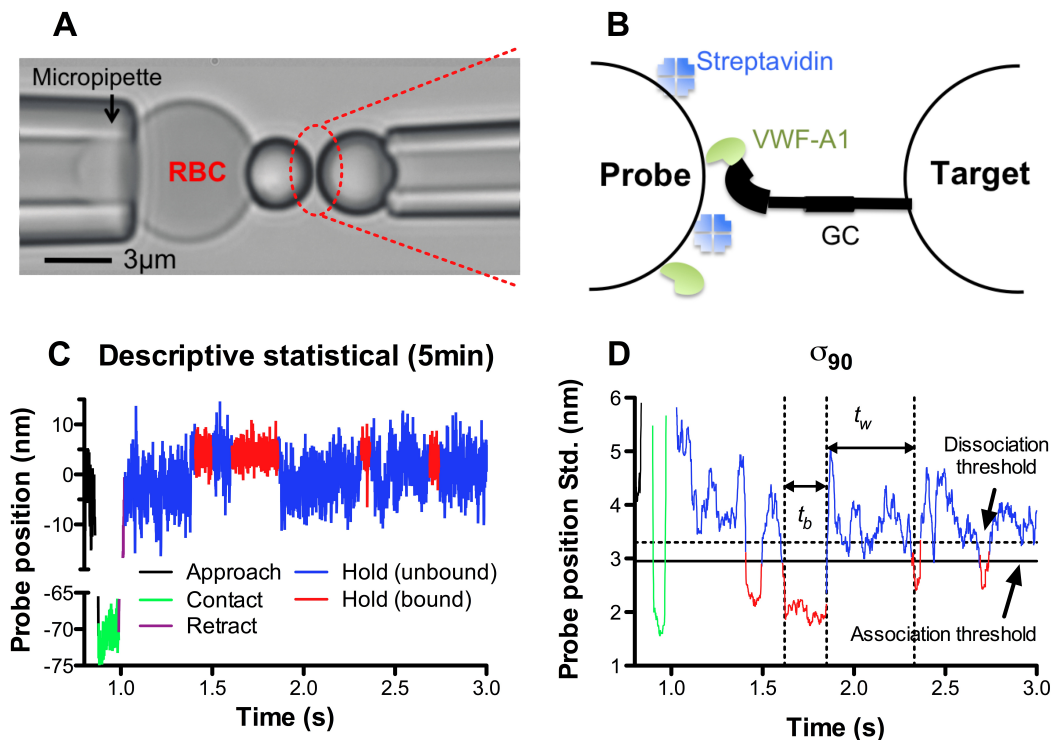 A
Micropipette
RBC
3μm
B
Streptavidin
VWF-A1
Probe
Target
GC
C Descriptive statistical (5min)
Probe position (nm)
10
0
-10
-65
-70
-75
Approach
Contact
Retract
Hold (unbound)
Hold (bound)
1.0 1.5 2.0 2.5 3.0
Time (s)
D σ90
Probe position Std. (nm)
6
5
4
3
2
1
tw
tb
Dissociation
threshold
Association threshold
1.0 1.5 2.0 2.5 3.0
Time (s)